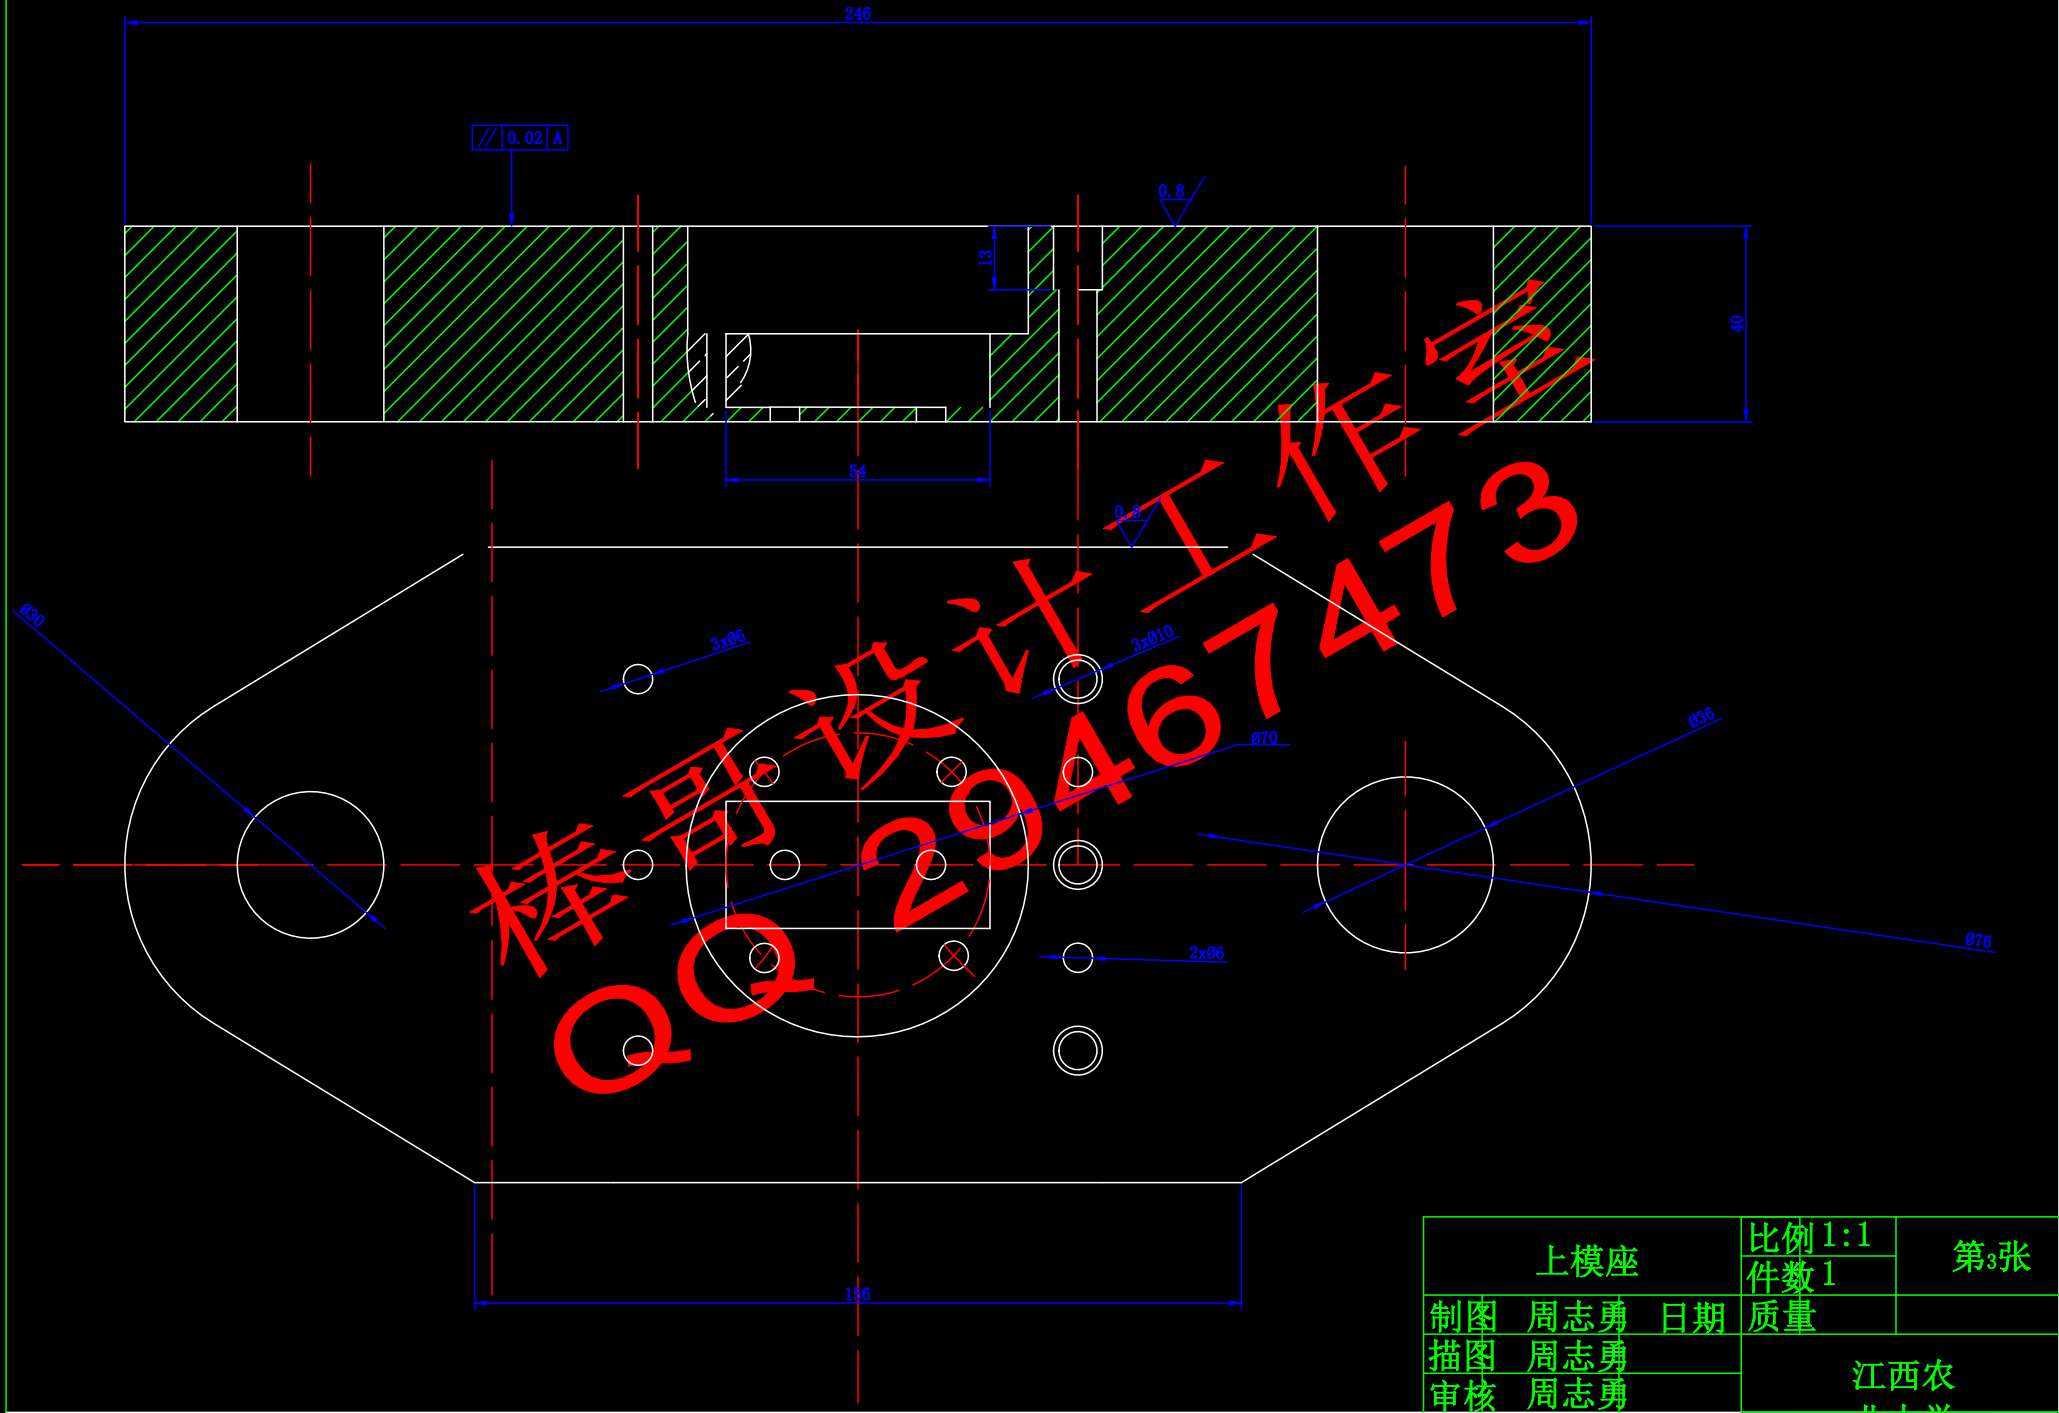 246
// 0.02 A
0.8
13
40
54
0.8
Ø30
3xØ6
3xØ10
Ø36
Ø70
Ø76
2xØ6
156
棒哥设计工作室
QQ 29467473
上模座 比例 1:1 第3张
件数 1
制图 周志勇 日期 质量
描图 周志勇
审核 周志勇
江西农